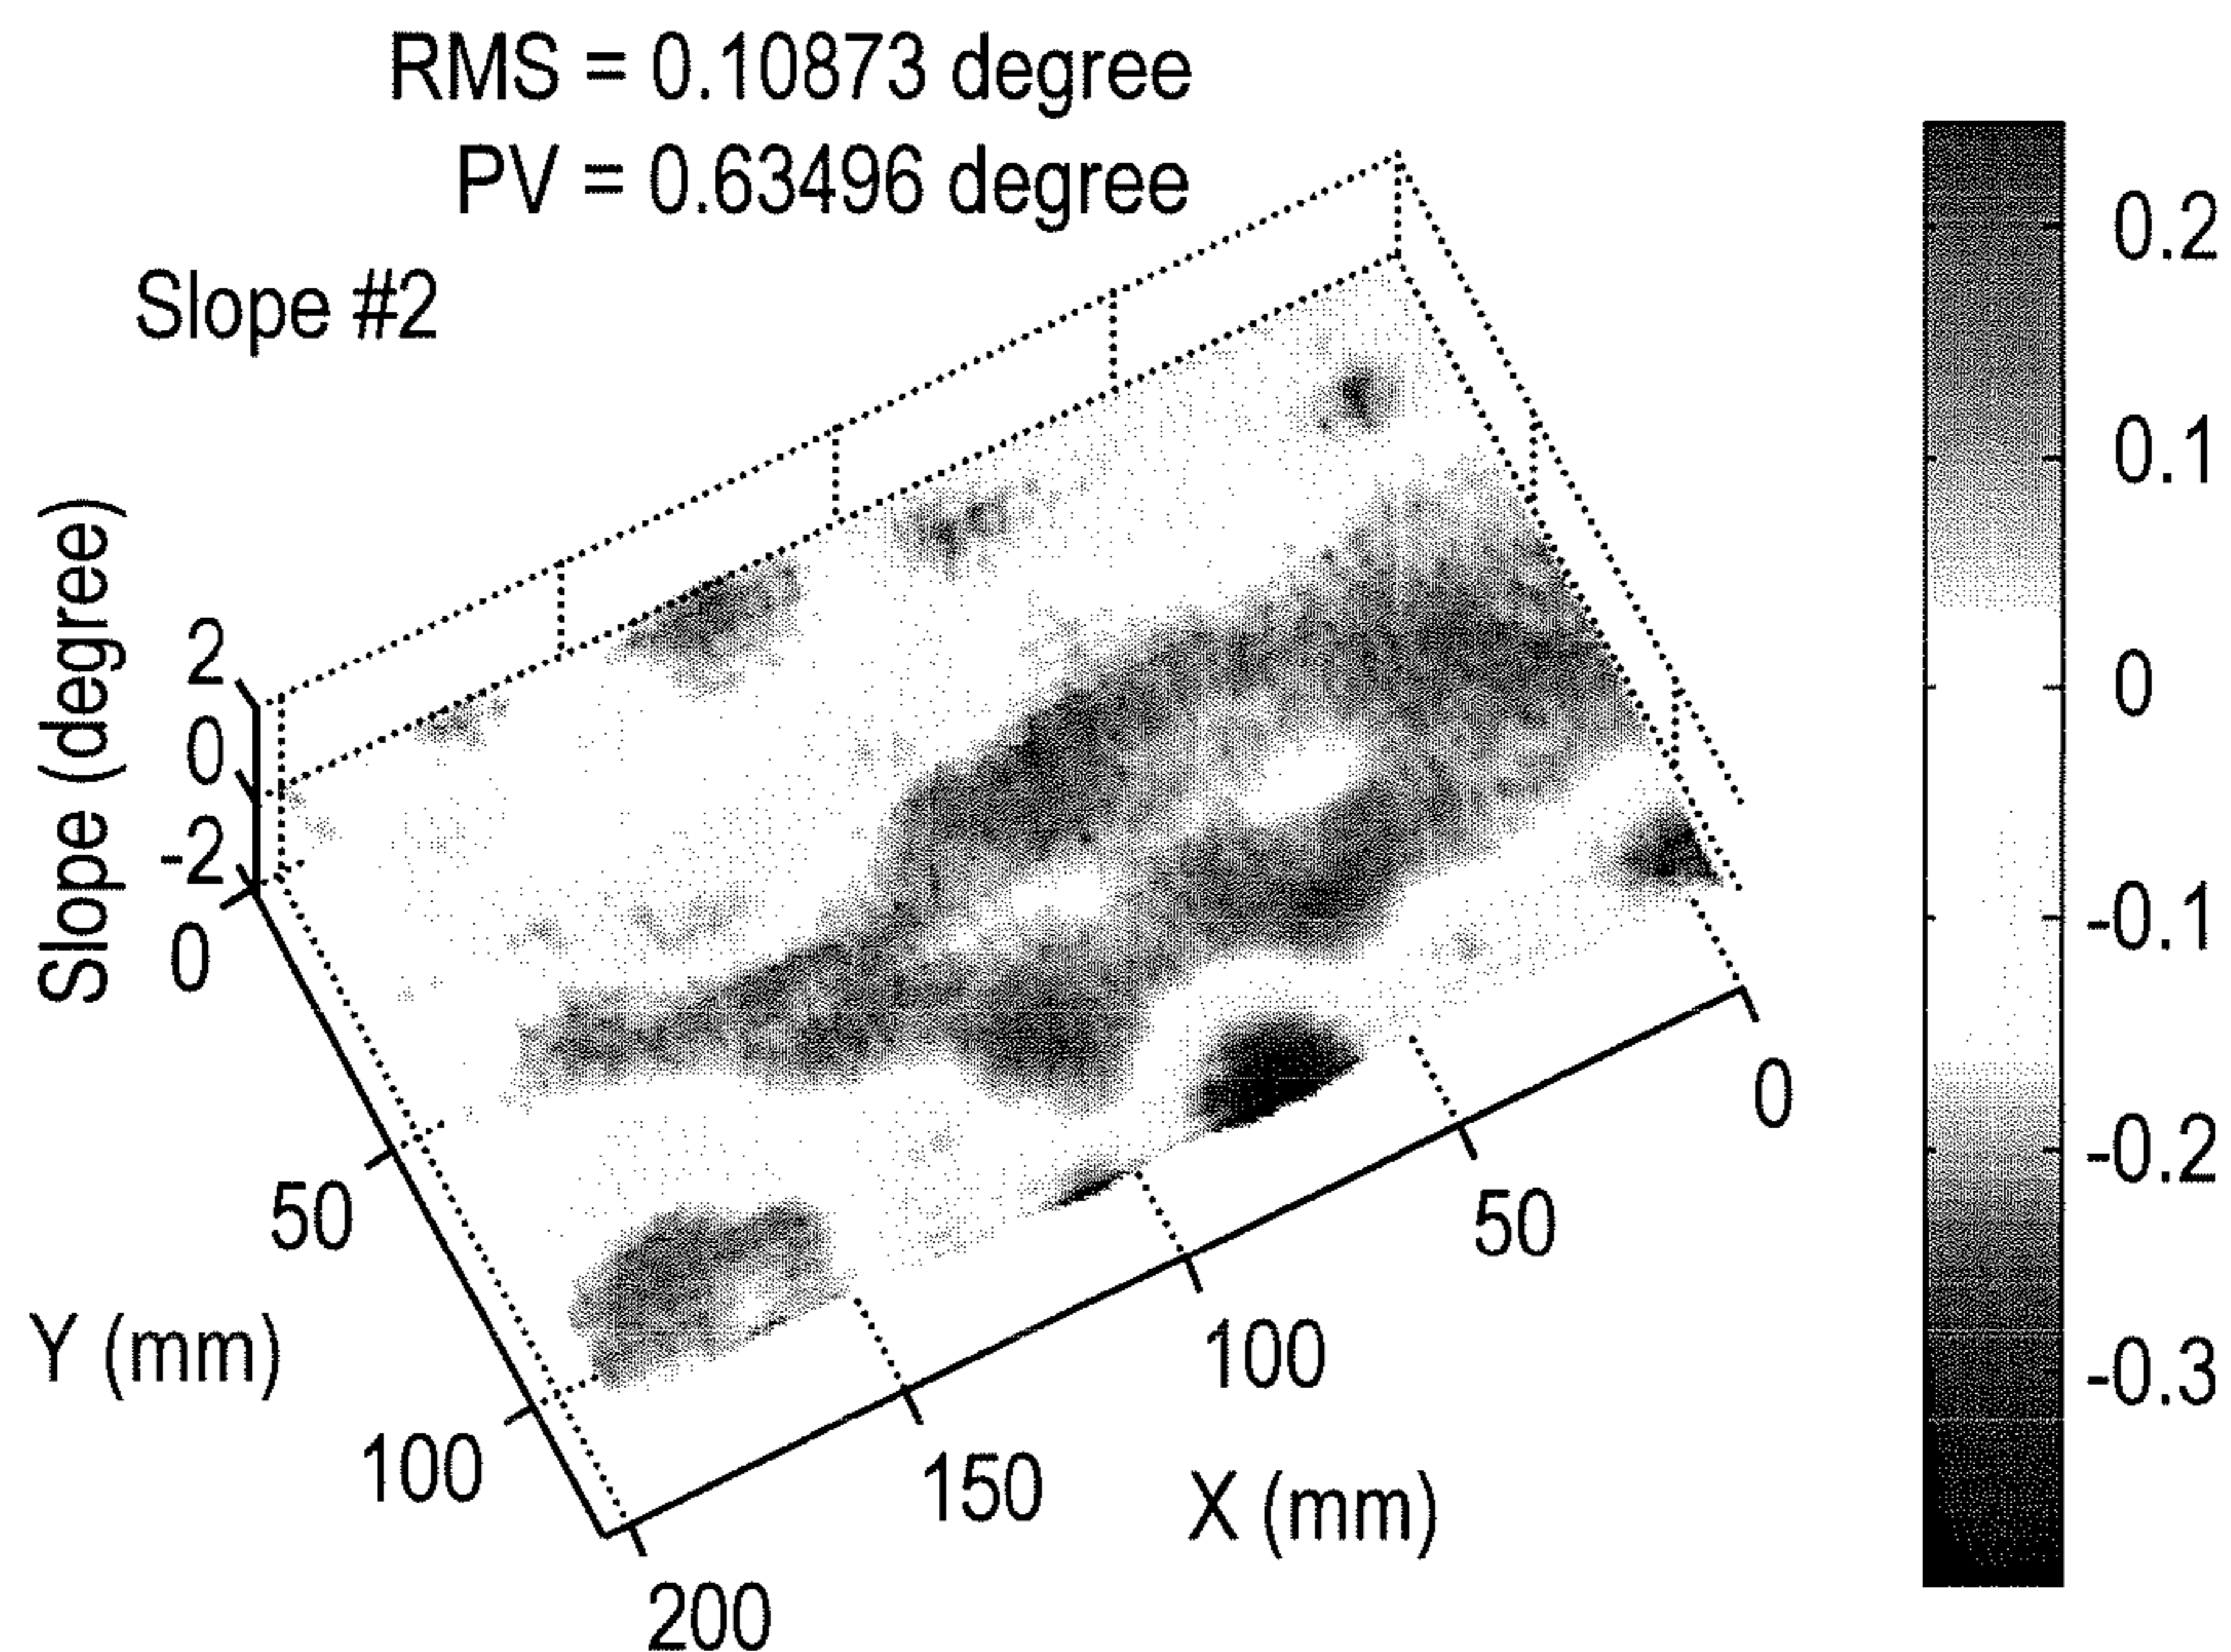 RMS = 0.10873 degree
PV = 0.63496 degree
Slope #2
Slope (degree)
2
0
-2
0
50
100
Y (mm)
200
150
100
50
0
X (mm)
0.2
0.1
0
-0.1
-0.2
-0.3